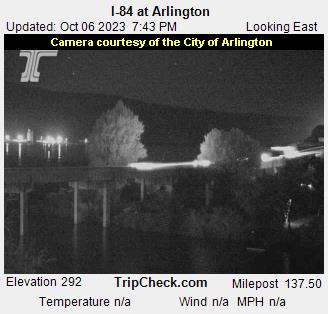 I-84 at Arlington
Updated: Oct 06 2023 7:43 PM Looking East
Camera courtesy of the City of Arlington
Elevation 292 TripCheck.com Milepost 137.50
Temperature n/a Wind n/a MPH n/a